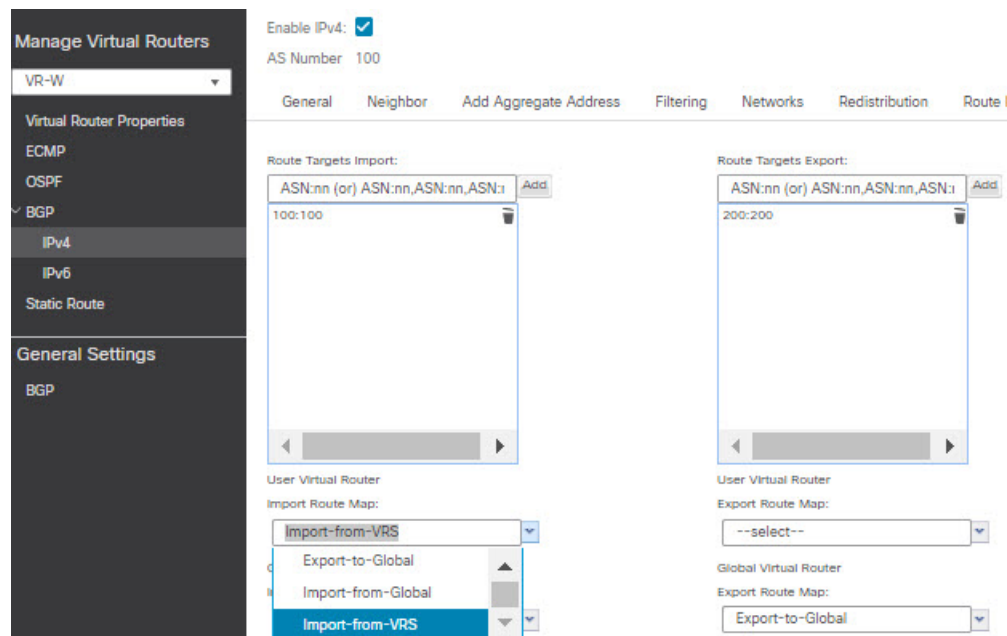 Manage Virtual Routers
VR-W
Virtual Router Properties
ECMP
OSPF
BGP
IPv4
IPv6
Static Route
General Settings
BGP
Enable IPv4:
AS Number 100
General Neighbor Add Aggregate Address Filtering Networks Redistribution Route
Route Targets Import:
ASN:nn (or) ASN:nn,ASN:nn,ASN: Add
100:100
User Virtual Router
Import Route Map:
Import-from-VRS
Export-to-Global
Import-from-Global
Import-from-VRS
Route Targets Export:
ASN:nn (or) ASN:nn,ASN:nn,ASN: Add
200:200
User Virtual Router
Export Route Map:
--select--
Global Virtual Router
Export Route Map:
Export-to-Global